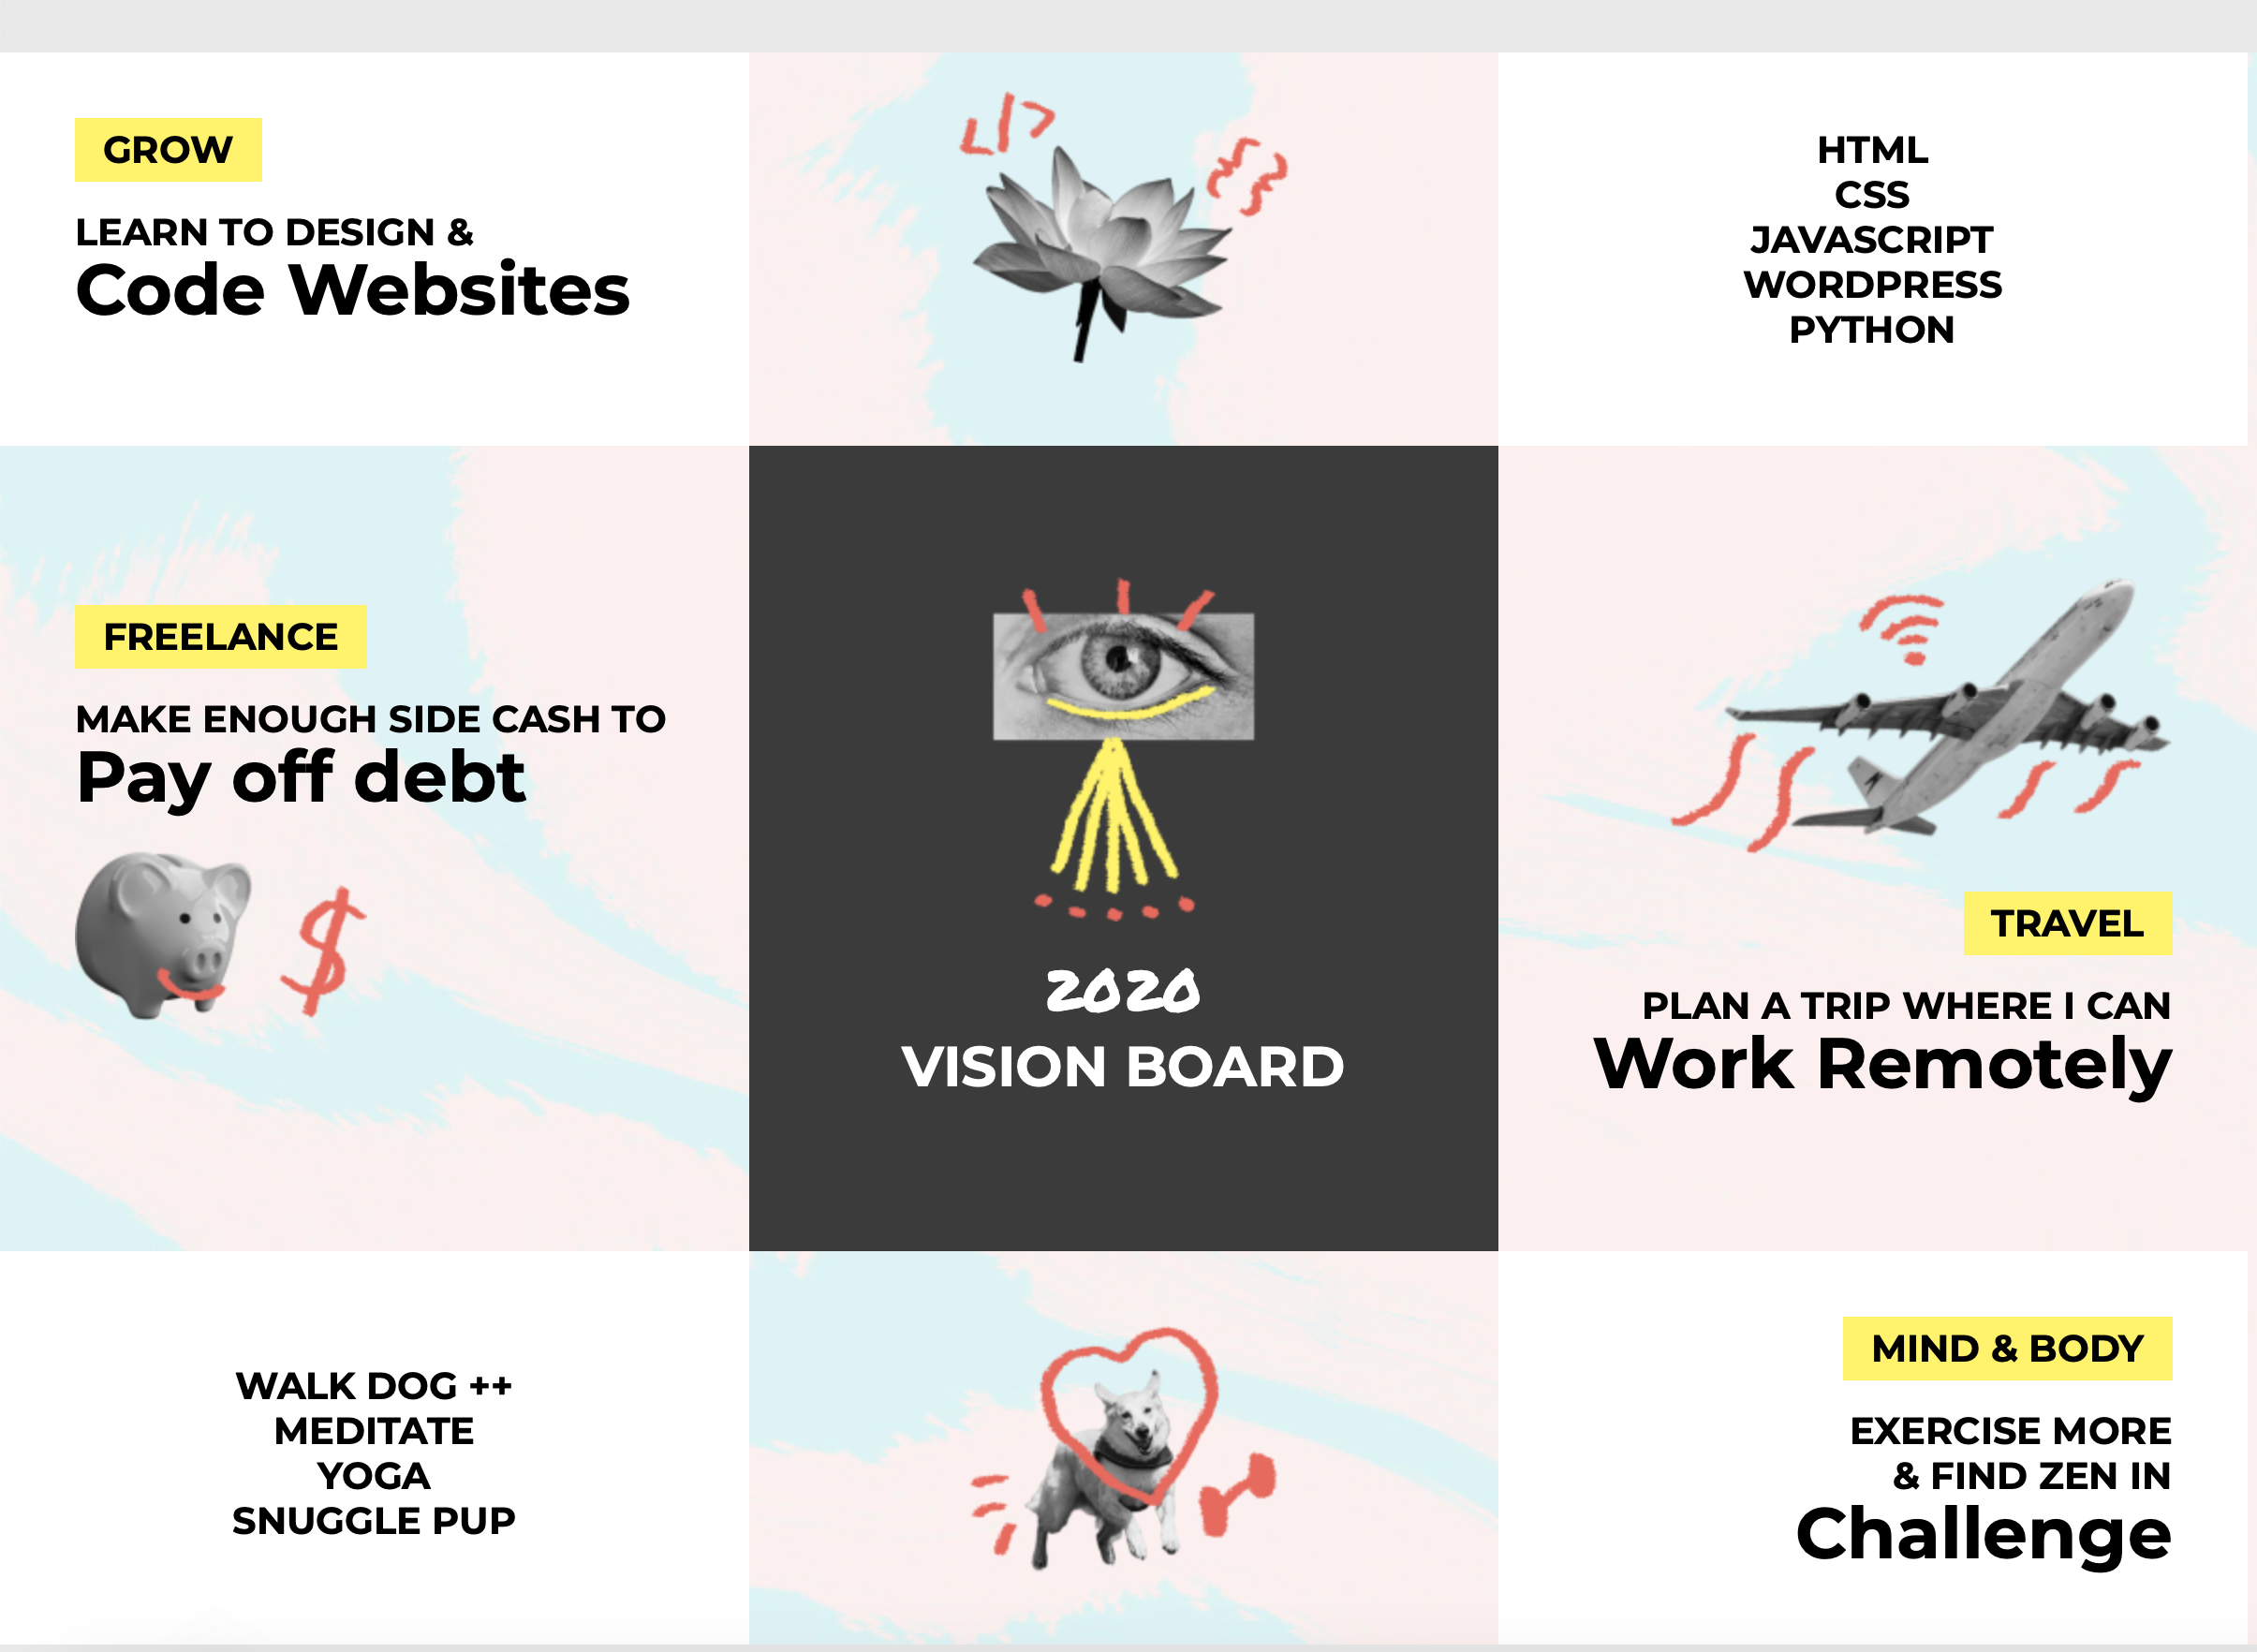 GROW
LEARN TO DESIGN &
Code Websites
</>
{}
HTML
CSS
JAVASCRIPT
WORDPRESS
PYTHON
FREELANCE
MAKE ENOUGH SIDE CASH TO
Pay off debt
$
2020
VISION BOARD
TRAVEL
PLAN A TRIP WHERE I CAN
Work Remotely
WALK DOG ++
MEDITATE
YOGA
SNUGGLE PUP
MIND & BODY
EXERCISE MORE
& FIND ZEN IN
Challenge